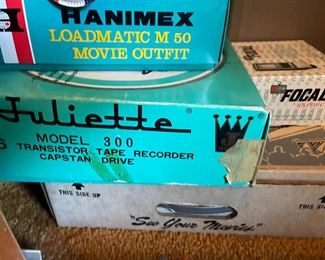 HANIMEX
LOADMATIC M 50
MOVIE OUTFIT
Juliette
MODEL 300
6 TRANSISTOR TAPE RECORDER
CAPSTAN DRIVE
FOCAL
THIS SIDE UP
THIS SIDE UP
"See Your Movies"